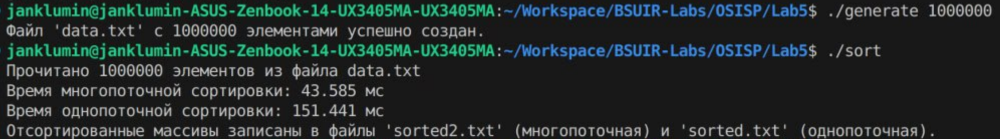 janklumin@janklumin-ASUS-Zenbook-14-UX3405MA-UX3405MA:~/Workspace/BSUIR-Labs/OSISP/Lab5$ ./generate 1000000
Файл 'data.txt' с 1000000 элементами успешно создан.
janklumin@janklumin-ASUS-Zenbook-14-UX3405MA-UX3405MA:~/Workspace/BSUIR-Labs/OSISP/Lab5$ ./sort
Прочитано 1000000 элементов из файла data.txt
Время многопоточной сортировки: 43.585 мс
Время однопоточной сортировки: 151.441 мс
Отсортированные массивы записаны в файлы 'sorted2.txt' (многопоточная) и 'sorted.txt' (однопоточная).